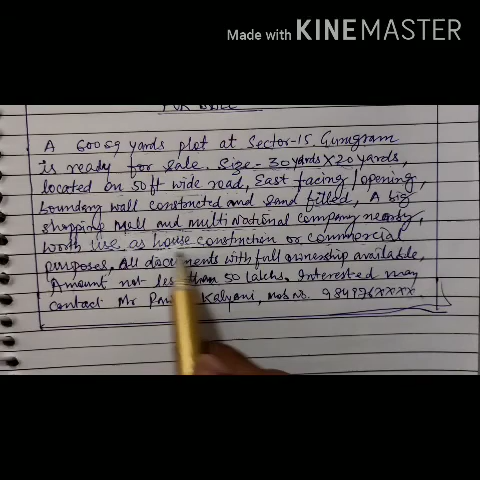 Made with KINEMASTER
A 600 sq yards plot at Sector-15, Gurugram
is ready for sale. Size - 30 yards X 20 yards,
located on 50 ft wide road, East facing/opening,
boundary wall constructed and sand filled, A big
shopping Mall and multi National company nearby,
worth use as house construction or commercial
purposes, All documents with full ownership available,
Amount not less than 50 lakhs. Interested may
contact Mr Kalyani, mob no. 984976XXXX.